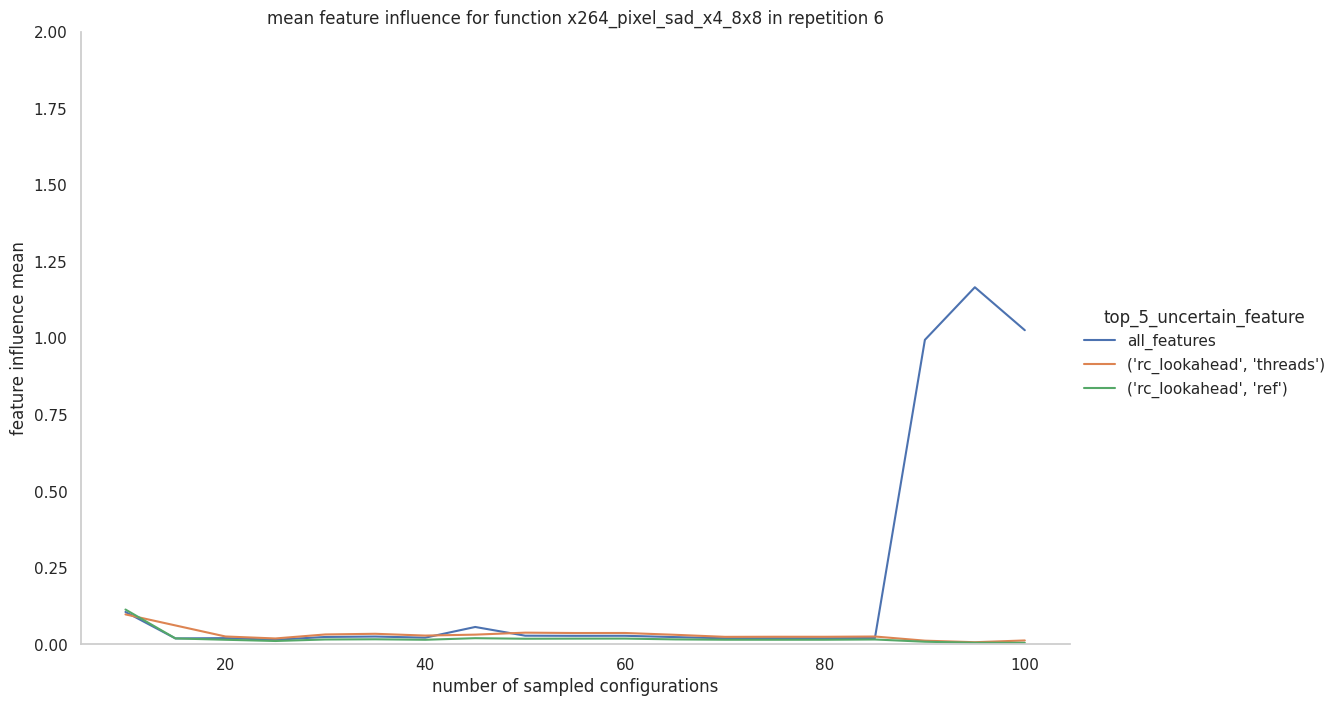 mean feature influence for function x264_pixel_sad_x4_8x8 in repetition 6
2.00
1.75
1.50
1.25
1.00
0.75
0.50
0.25
0.00
feature influence mean
20
40
60
80
100
number of sampled configurations
top_5_uncertain_feature
all_features
('rc_lookahead', 'threads')
('rc_lookahead', 'ref')